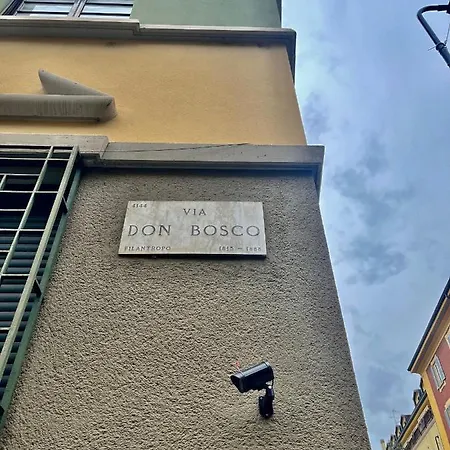 4144
VIA
DON BOSCO
FILANTROPO 1815 - 1888